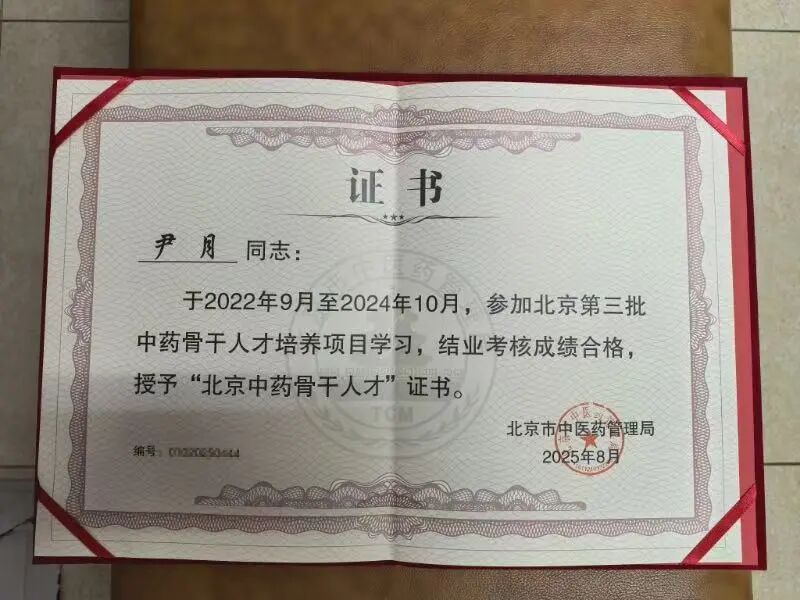 证书
尹月 同志：
于2022年9月至2024年10月，参加北京第三批
中药骨干人才培养项目学习，结业考核成绩合格，
授予“北京中药骨干人才”证书。
北京市中医药管理局
2025年8月
编号：
TCM